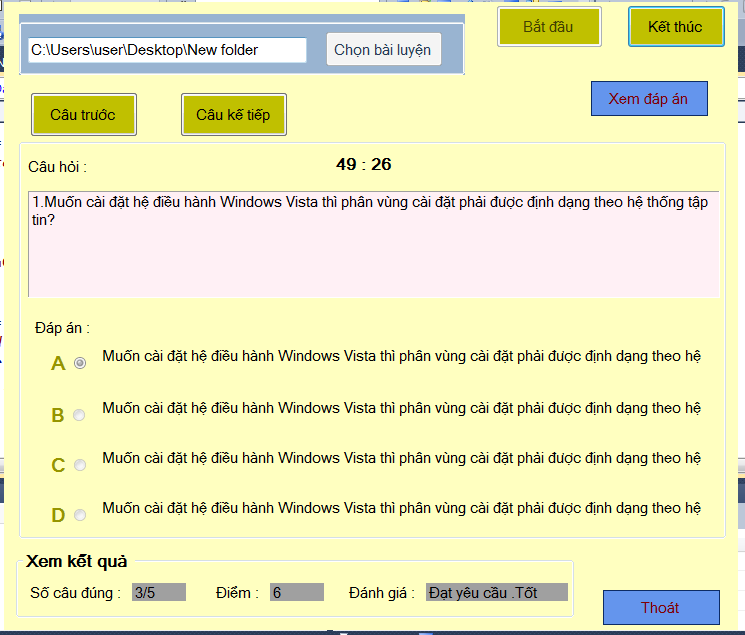 Bắt đầu
Kết thúc
C:\Users\user\Desktop\New folder
Chọn bài luyện
Xem đáp án
Câu trước
Câu kế tiếp
Câu hỏi :
49 : 26
1.Muốn cài đặt hệ điều hành Windows Vista thì phân vùng cài đặt phải được định dạng theo hệ thống tập
tin?
Đáp án :
A Muốn cài đặt hệ điều hành Windows Vista thì phân vùng cài đặt phải được định dạng theo hệ
B Muốn cài đặt hệ điều hành Windows Vista thì phân vùng cài đặt phải được định dạng theo hệ
C Muốn cài đặt hệ điều hành Windows Vista thì phân vùng cài đặt phải được định dạng theo hệ
D Muốn cài đặt hệ điều hành Windows Vista thì phân vùng cài đặt phải được định dạng theo hệ
Xem kết quả
Số câu đúng : 3/5 Điểm : 6 Đánh giá : Đạt yêu cầu .Tốt
Thoát